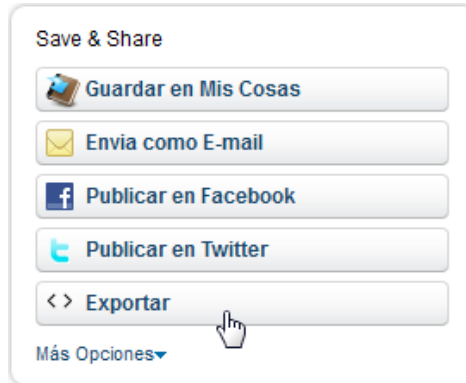 Save & Share
Guardar en Mis Cosas
Envia como E-mail
Publicar en Facebook
Publicar en Twitter
Exportar
Más Opciones